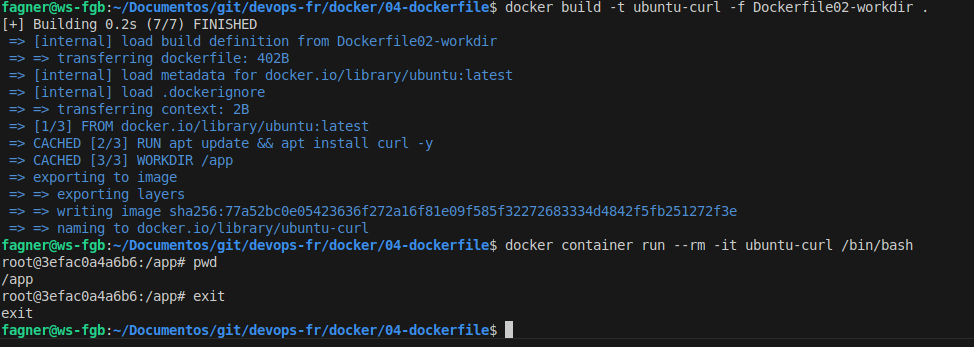 fagner@ws-fgb:~/Documentos/git/devops-fr/docker/04-dockerfile$ docker build -t ubuntu-curl -f Dockerfile02-workdir .
[+] Building 0.2s (7/7) FINISHED
=> [internal] load build definition from Dockerfile02-workdir
=> => transferring dockerfile: 402B
=> [internal] load metadata for docker.io/library/ubuntu:latest
=> [internal] load .dockerignore
=> => transferring context: 2B
=> [1/3] FROM docker.io/library/ubuntu:latest
=> CACHED [2/3] RUN apt update && apt install curl -y
=> CACHED [3/3] WORKDIR /app
=> exporting to image
=> => exporting layers
=> => writing image sha256:77a52bc0e05423636f272a16f81e09f585f32272683334d4842f5fb251272f3e
=> => naming to docker.io/library/ubuntu-curl
fagner@ws-fgb:~/Documentos/git/devops-fr/docker/04-dockerfile$ docker container run --rm -it ubuntu-curl /bin/bash
root@3efac0a4a6b6:/app# pwd
/app
root@3efac0a4a6b6:/app# exit
exit
fagner@ws-fgb:~/Documentos/git/devops-fr/docker/04-dockerfile$